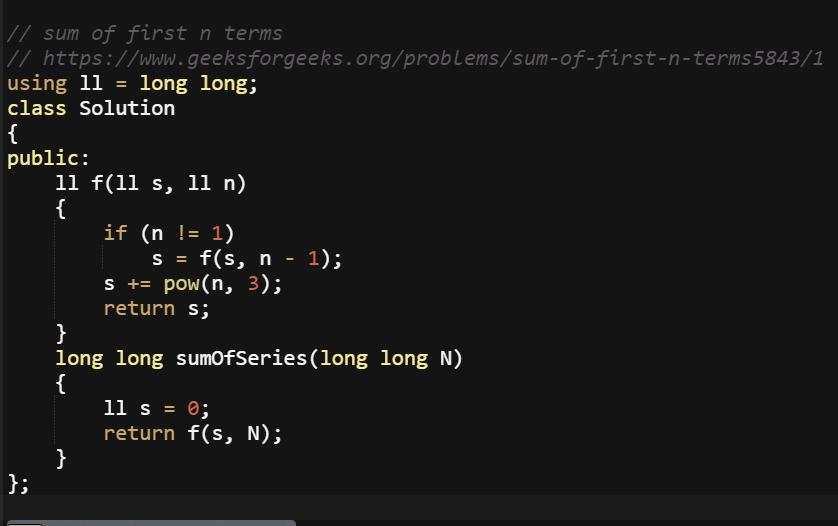 // sum of first n terms
// https://www.geeksforgeeks.org/problems/sum-of-first-n-terms5843/1
using ll = long long;
class Solution
{
public:
    ll f(ll s, ll n)
    {
        if (n != 1)
            s = f(s, n - 1);
        s += pow(n, 3);
        return s;
    }
    long long sumOfSeries(long long N)
    {
        ll s = 0;
        return f(s, N);
    }
};